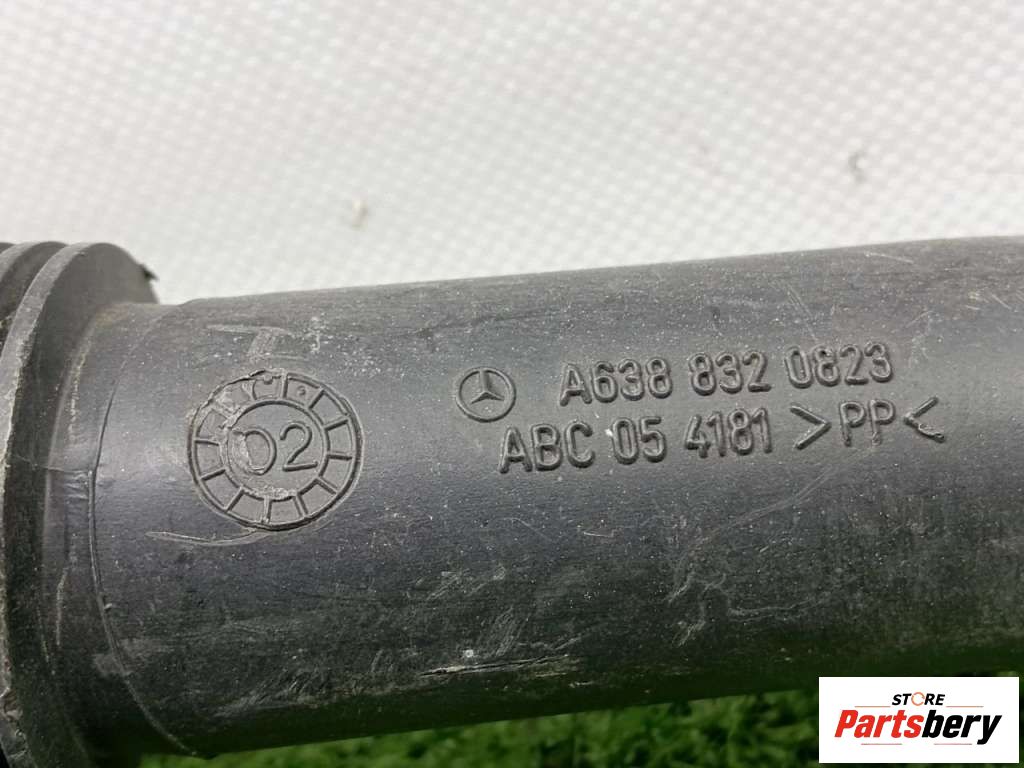 A638 832 0823
02
ABC 05 4181 >PP<
STORE
Partsbery